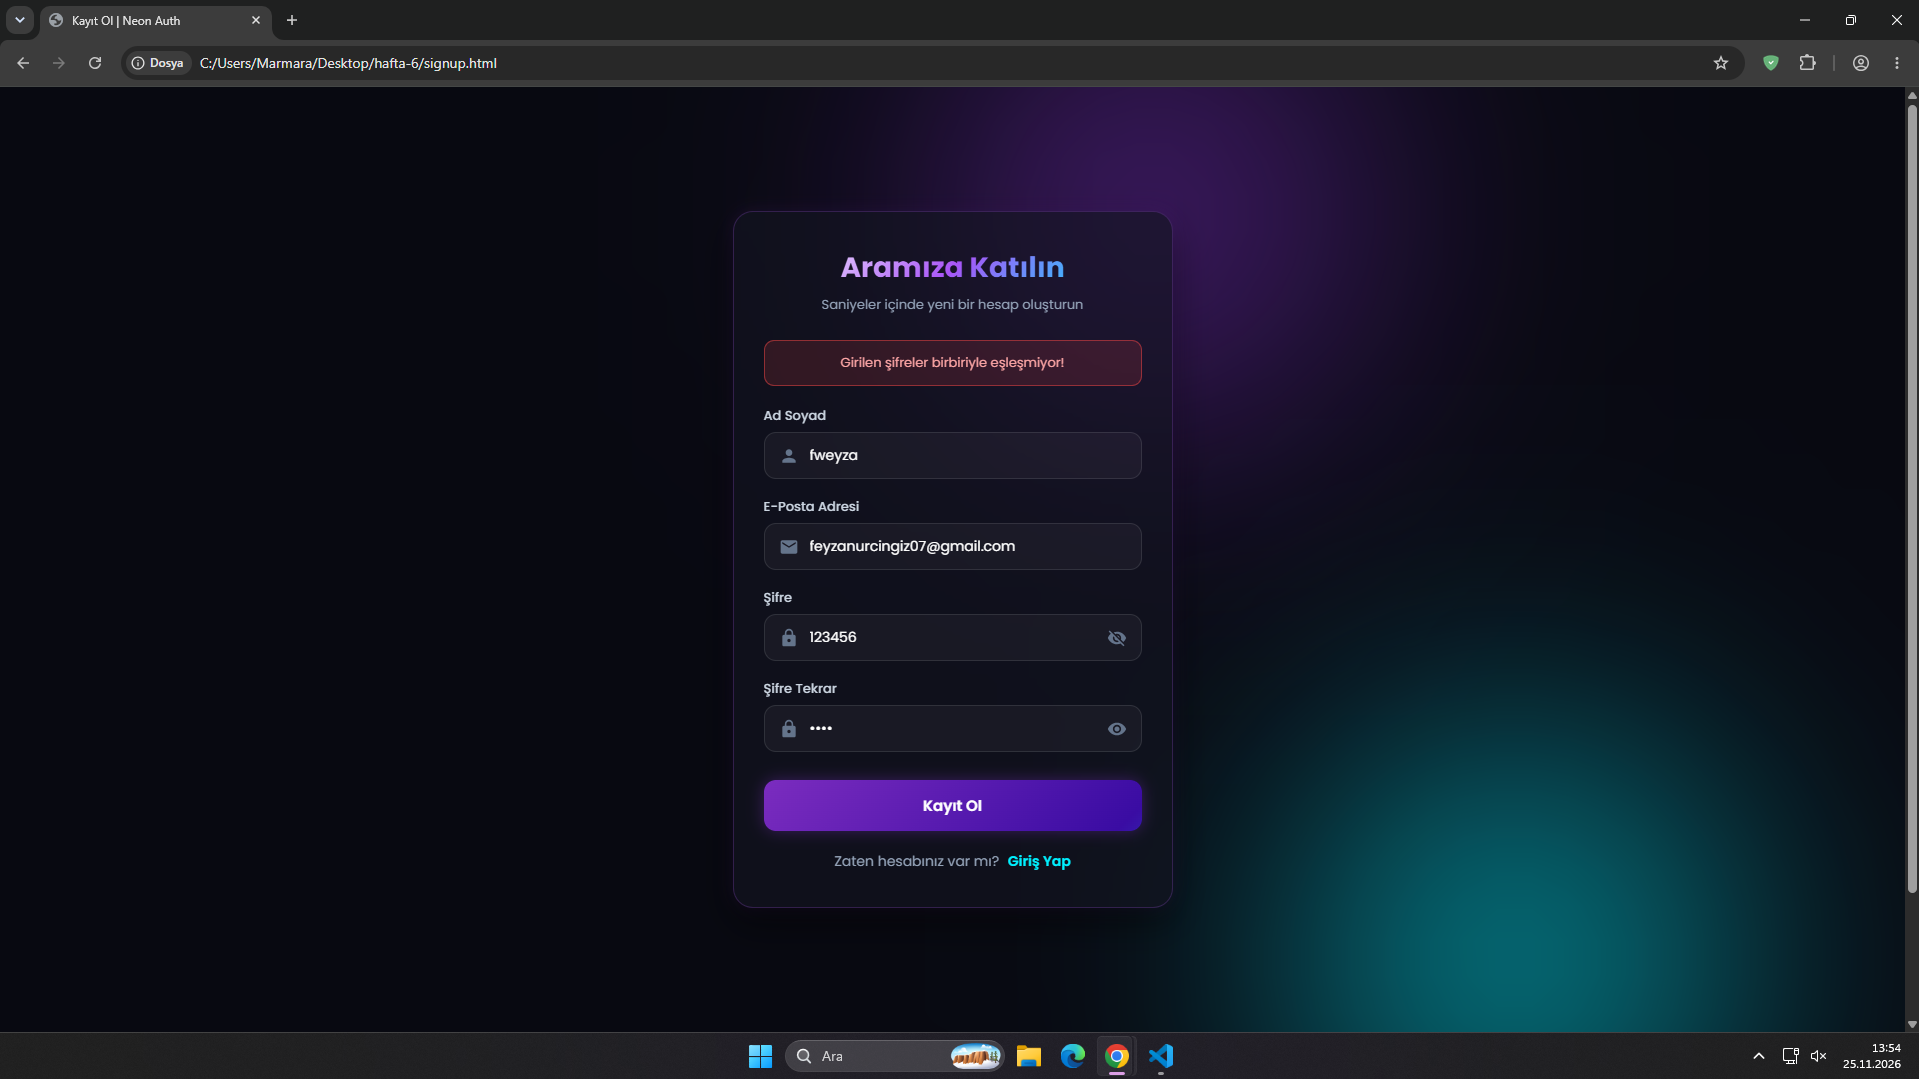 Kayıt Ol | Neon Auth
Dosya
C:/Users/Marmara/Desktop/hafta-6/signup.html
Aramıza Katılın
Saniyeler içinde yeni bir hesap oluşturun
Girilen şifreler birbiriyle eşleşmiyor!
Ad Soyad
fweyza
E-Posta Adresi
feyzanurcingiz07@gmail.com
Şifre
123456
Şifre Tekrar
••••
Kayıt Ol
Zaten hesabınız var mı? Giriş Yap
Ara
13:54
25.11.2026